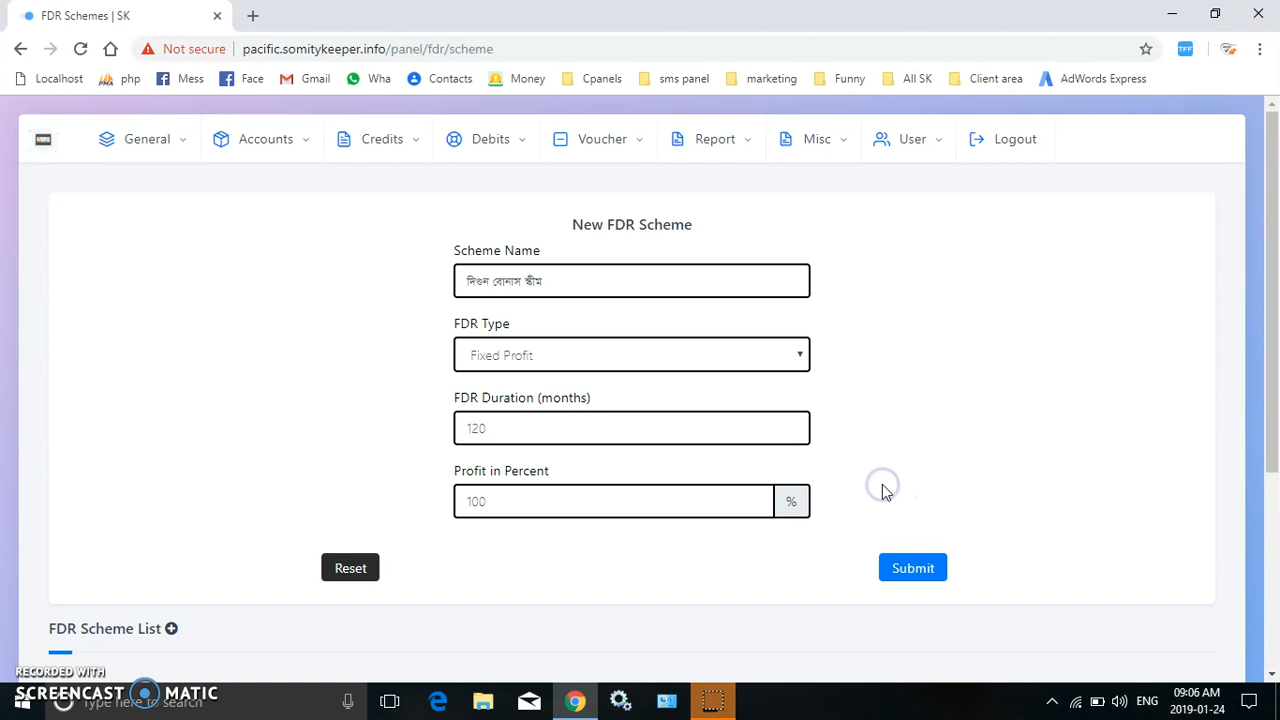 FDR Schemes | SK
Not secure | pacific.somitykeeper.info/panel/fdr/scheme
Localhost php Mess Face Gmail Wha Contacts Money Cpanels sms panel marketing Funny All SK Client area AdWords Express
General Accounts Credits Debits Voucher Report Misc User Logout
New FDR Scheme
Scheme Name
দিগুন বোনাস স্কীম
FDR Type
Fixed Profit
FDR Duration (months)
120
Profit in Percent
100 %
Reset Submit
FDR Scheme List
RECORDED WITH
SCREENCAST MATIC
Type here to search
ENG
09:06 AM
2019-01-24